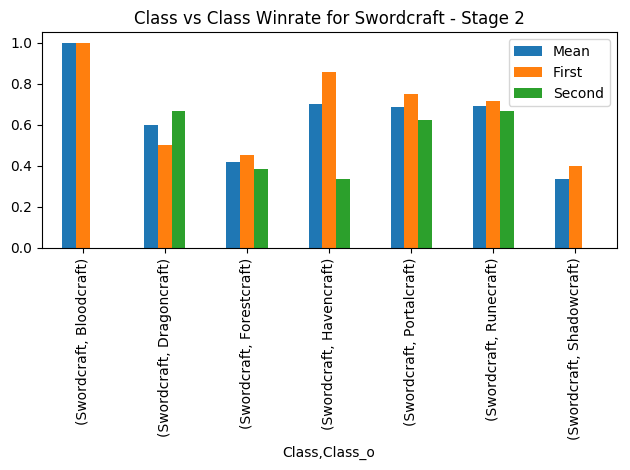 Class vs Class Winrate for Swordcraft - Stage 2
1.0
0.8
0.6
0.4
0.2
0.0
Mean
First
Second
(Swordcraft, Bloodcraft)
(Swordcraft, Dragoncraft)
(Swordcraft, Forestcraft)
(Swordcraft, Havencraft)
(Swordcraft, Portalcraft)
(Swordcraft, Runecraft)
(Swordcraft, Shadowcraft)
Class,Class_o